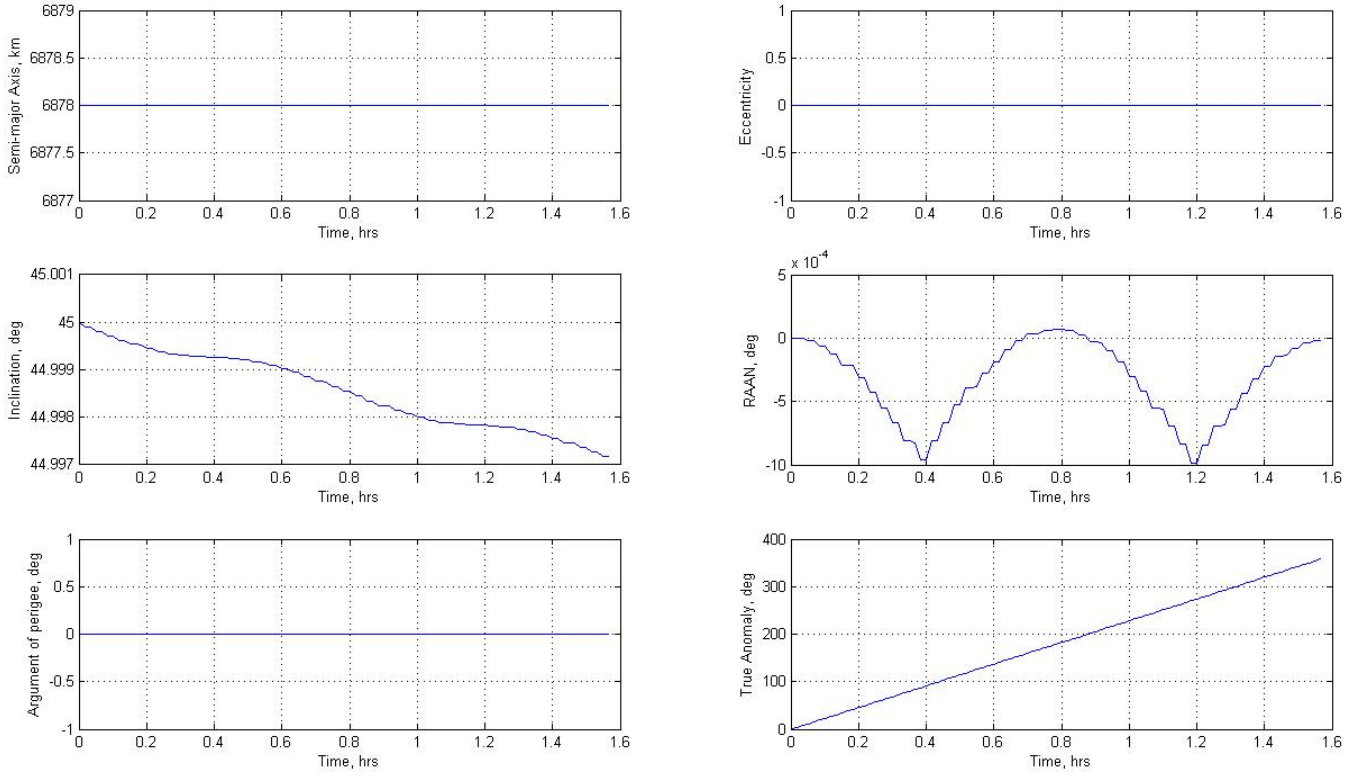 6879
6878.5
6878
6877.5
6877
Semi-major Axis, km
0 0.2 0.4 0.6 0.8 1 1.2 1.4 1.6
Time, hrs
1
0.5
0
-0.5
-1
Eccentricity
0 0.2 0.4 0.6 0.8 1 1.2 1.4 1.6
Time, hrs
45.001
45
44.999
44.998
44.997
Inclination, deg
0 0.2 0.4 0.6 0.8 1 1.2 1.4 1.6
Time, hrs
x 10-4
5
0
-5
-10
RAAN, deg
0 0.2 0.4 0.6 0.8 1 1.2 1.4 1.6
Time, hrs
1
0.5
0
-0.5
-1
Argument of perigee, deg
0 0.2 0.4 0.6 0.8 1 1.2 1.4 1.6
Time, hrs
400
300
200
100
0
True Anomaly, deg
0 0.2 0.4 0.6 0.8 1 1.2 1.4 1.6
Time, hrs